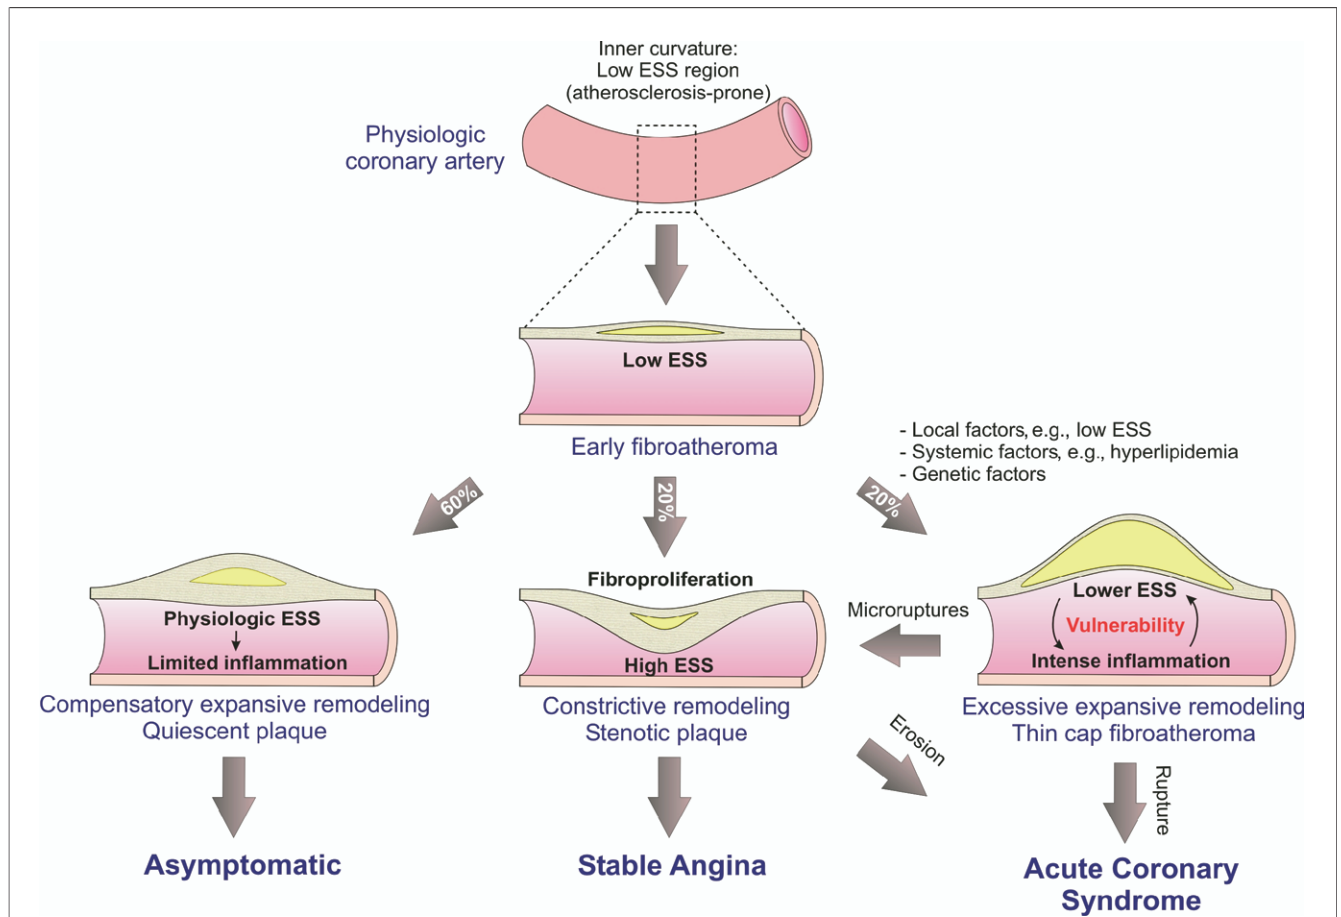 Inner curvature:
Low ESS region
(atherosclerosis-prone)
Physiologic
coronary artery
Low ESS
Early fibroatheroma
- Local factors, e.g., low ESS
- Systemic factors, e.g., hyperlipidemia
- Genetic factors
60%
20%
20%
Physiologic ESS
Limited inflammation
Compensatory expansive remodeling
Quiescent plaque
Fibroproliferation
High ESS
Constrictive remodeling
Stenotic plaque
Microruptures
Lower ESS
Vulnerability
Intense inflammation
Excessive expansive remodeling
Thin cap fibroatheroma
Erosion
Rupture
Asymptomatic
Stable Angina
Acute Coronary
Syndrome